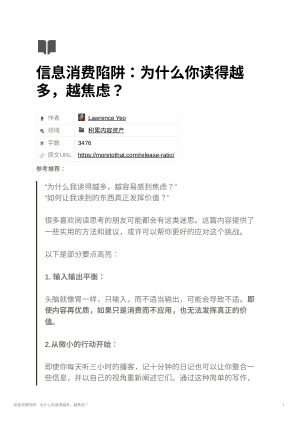 信息消费陷阱：为什么你读得越
多，越焦虑？
作者 Lawrence Yeo
领域 积累内容资产
# 字数 3476
原文URL https://moretothat.com/release-ratio/
参考推荐：
“为什么我读得越多，越容易感到焦虑？”
“如何让我读到的东西真正发挥价值？”
很多喜欢阅读思考的朋友可能都会有这类迷思。这篇内容提供了
一些实用的方法和建议，或许可以帮你更好的应对这个挑战。
以下是部分要点高亮：
1. 输入输出平衡：
头脑就像胃一样，只输入，而不适当输出，可能会导致不适。即
使内容再优质，如果只是消费而不应用，也无法发挥真正的价
值。
2.从微小的行动开始：
即使你每天听三小时的播客，记十分钟的日记也可以让你整合一
些信息，并以自己的视角重新阐述它们。通过这种简单的写作，
信息消费陷阱：为什么你读得越多，越焦虑？ 1